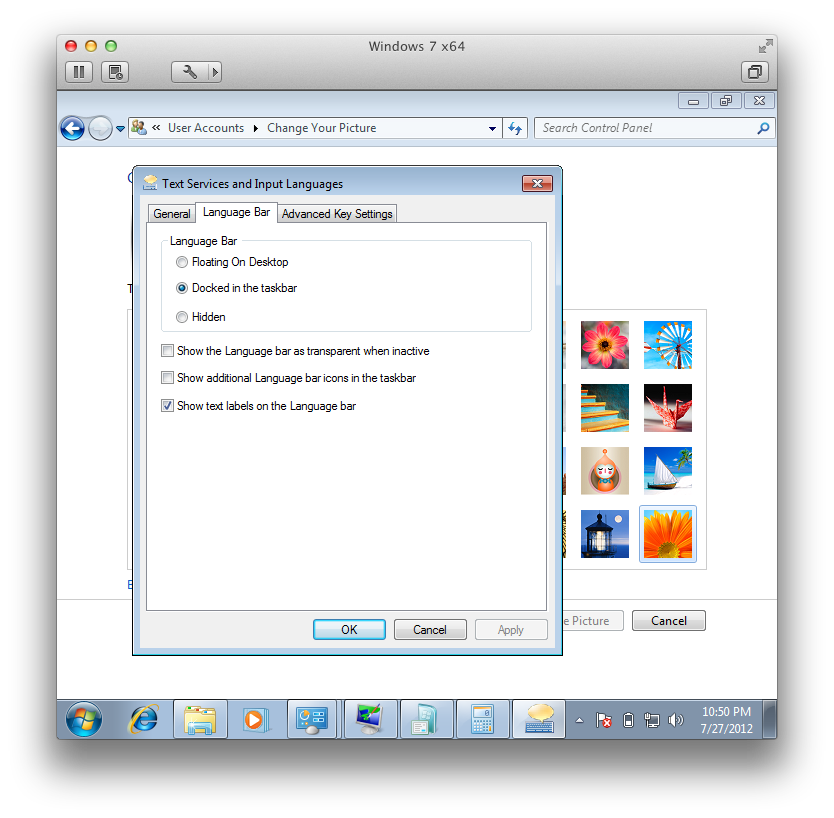 Windows 7 x64
« User Accounts ▸ Change Your Picture
Search Control Panel
Text Services and Input Languages
General
Language Bar
Advanced Key Settings
Language Bar
Floating On Desktop
Docked in the taskbar
Hidden
Show the Language bar as transparent when inactive
Show additional Language bar icons in the taskbar
Show text labels on the Language bar
OK
Cancel
Apply
Picture
Cancel
10:50 PM
7/27/2012